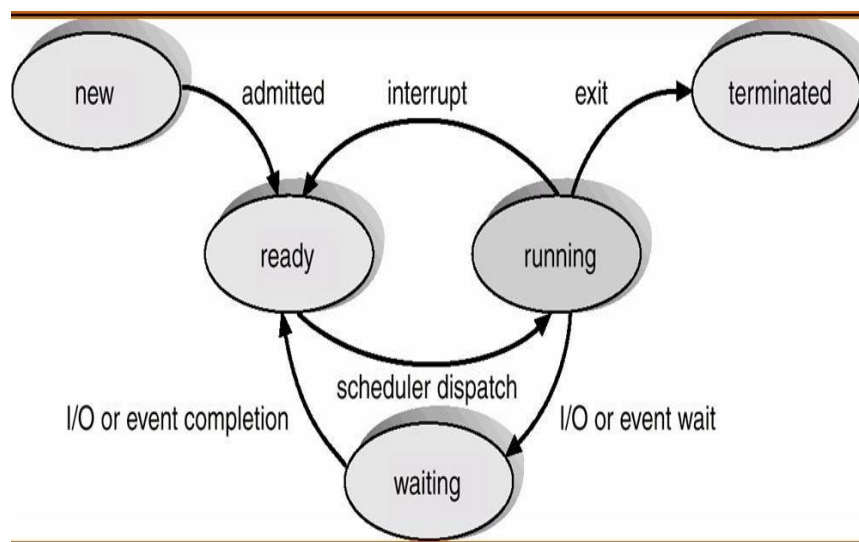 new
admitted
interrupt
exit
terminated
ready
running
scheduler dispatch
I/O or event completion
I/O or event wait
waiting